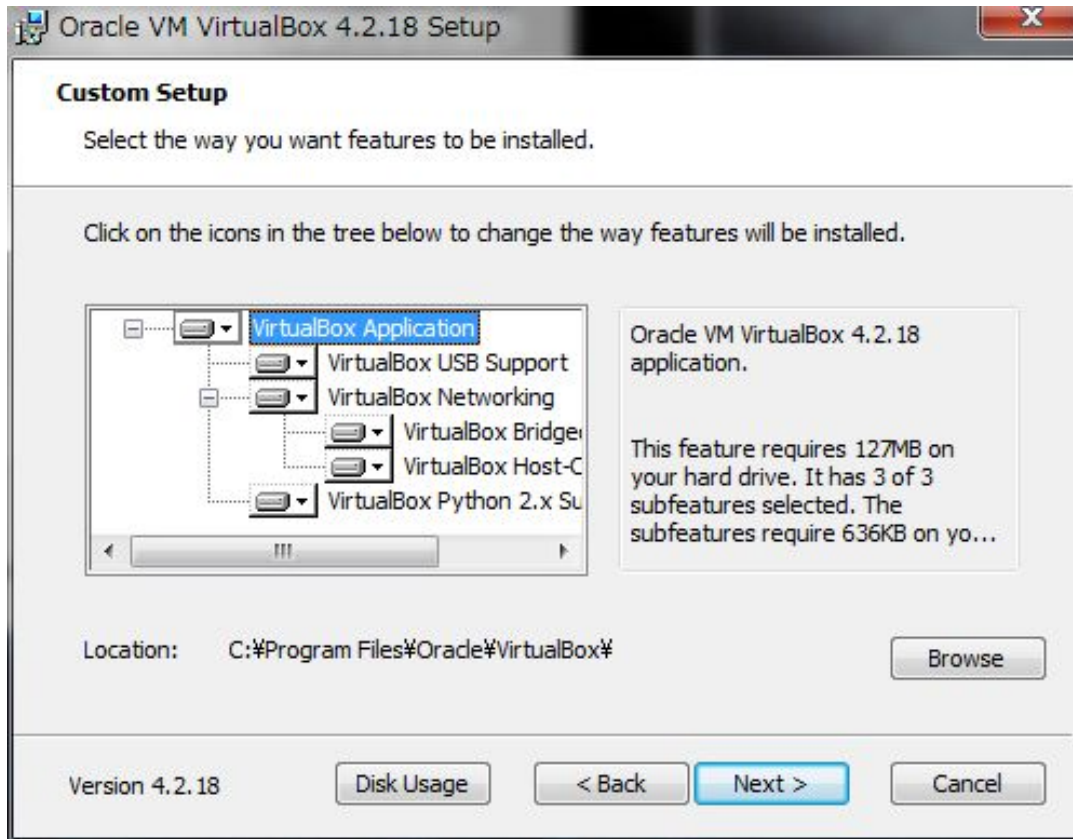 Oracle VM VirtualBox 4.2.18 Setup
Custom Setup
Select the way you want features to be installed.
Click on the icons in the tree below to change the way features will be installed.
VirtualBox Application
VirtualBox USB Support
VirtualBox Networking
VirtualBox Bridge
VirtualBox Host-C
VirtualBox Python 2.x Su
Oracle VM VirtualBox 4.2.18
application.
This feature requires 127MB on
your hard drive. It has 3 of 3
subfeatures selected. The
subfeatures require 636KB on yo...
Location: C:¥Program Files¥Oracle¥VirtualBox¥
Browse
Version 4.2.18 Disk Usage < Back Next > Cancel